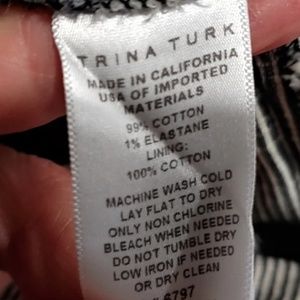 TRINA TURK
MADE IN CALIFORNIA
USA OF IMPORTED
MATERIALS
99% COTTON
1% ELASTANE
LINING:
100% COTTON
MACHINE WASH COLD
LAY FLAT TO DRY
ONLY NON CHLORINE
BLEACH WHEN NEEDED
DO NOT TUMBLE DRY
LOW IRON IF NEEDED
OR DRY CLEAN
6797